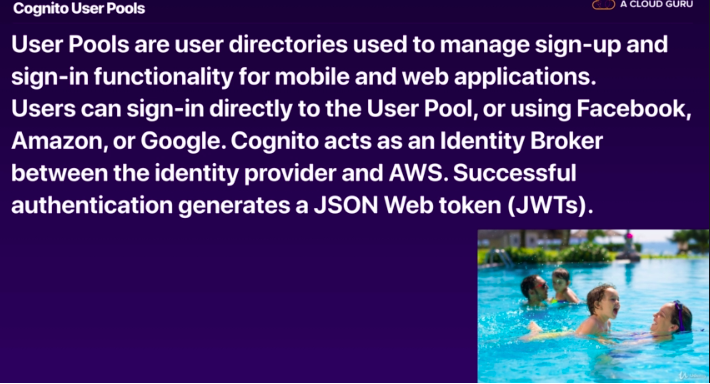 Cognito User Pools
A CLOUD GURU
User Pools are user directories used to manage sign-up and
sign-in functionality for mobile and web applications.
Users can sign-in directly to the User Pool, or using Facebook,
Amazon, or Google. Cognito acts as an Identity Broker
between the identity provider and AWS. Successful
authentication generates a JSON Web token (JWTs).